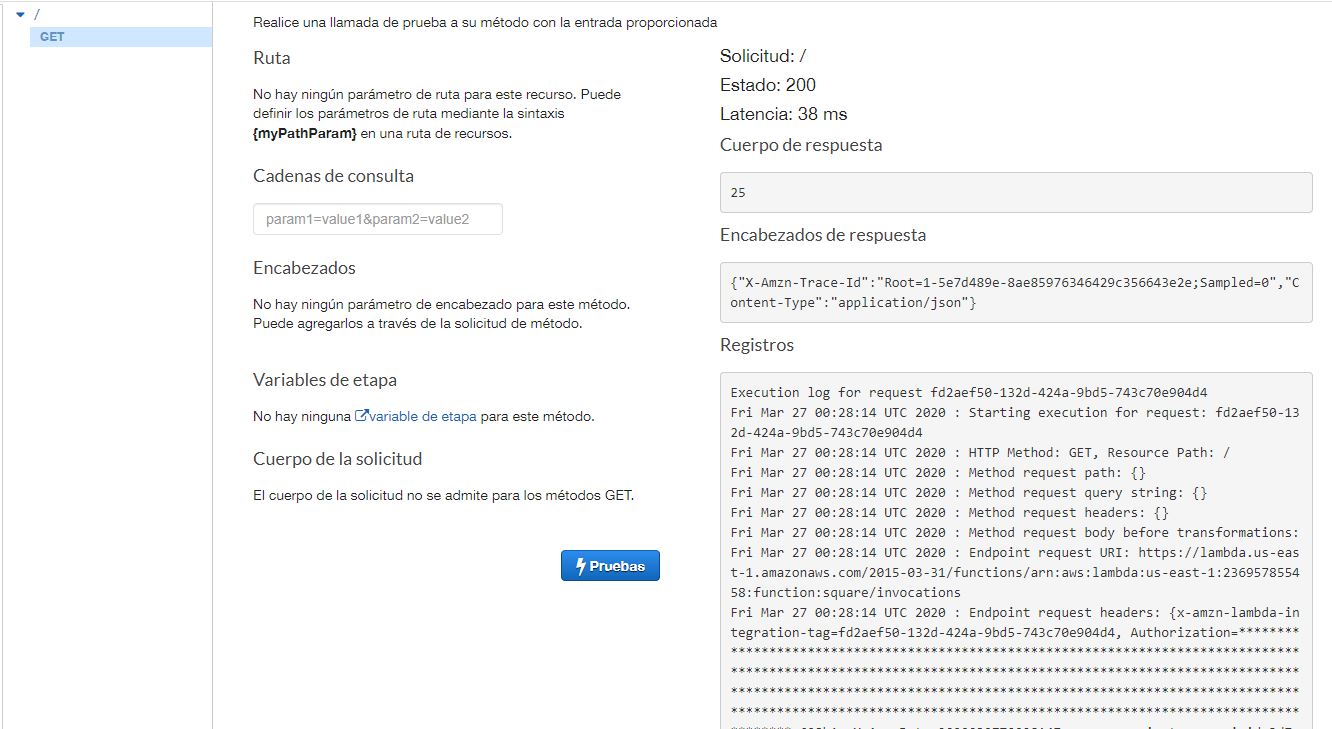 /
GET
Realice una llamada de prueba a su método con la entrada proporcionada
Ruta
No hay ningún parámetro de ruta para este recurso. Puede
definir los parámetros de ruta mediante la sintaxis
{myPathParam} en una ruta de recursos.
Cadenas de consulta
param1=value1&param2=value2
Encabezados
No hay ningún parámetro de encabezado para este método.
Puede agregarlos a través de la solicitud de método.
Variables de etapa
No hay ninguna variable de etapa para este método.
Cuerpo de la solicitud
El cuerpo de la solicitud no se admite para los métodos GET.
Pruebas
Solicitud: /
Estado: 200
Latencia: 38 ms
Cuerpo de respuesta
25
Encabezados de respuesta
{"X-Amzn-Trace-Id":"Root=1-5e7d489e-8ae85976346429c356643e2e;Sampled=0","C
ontent-Type":"application/json"}
Registros
Execution log for request fd2aef50-132d-424a-9bd5-743c70e904d4
Fri Mar 27 00:28:14 UTC 2020 : Starting execution for request: fd2aef50-13
2d-424a-9bd5-743c70e904d4
Fri Mar 27 00:28:14 UTC 2020 : HTTP Method: GET, Resource Path: /
Fri Mar 27 00:28:14 UTC 2020 : Method request path: {}
Fri Mar 27 00:28:14 UTC 2020 : Method request query string: {}
Fri Mar 27 00:28:14 UTC 2020 : Method request headers: {}
Fri Mar 27 00:28:14 UTC 2020 : Method request body before transformations:
Fri Mar 27 00:28:14 UTC 2020 : Endpoint request URI: https://lambda.us-eas
t-1.amazonaws.com/2015-03-31/functions/arn:aws:lambda:us-east-1:2369578554
58:function:square/invocations
Fri Mar 27 00:28:14 UTC 2020 : Endpoint request headers: {x-amzn-lambda-in
tegration-tag=fd2aef50-132d-424a-9bd5-743c70e904d4, Authorization=********
**************************************************************************
**************************************************************************
**************************************************************************
**************************************************************************